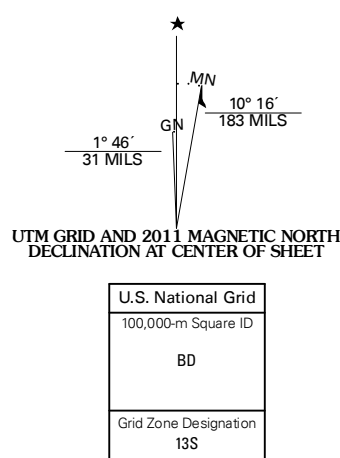 ★
MN
GN
10° 16´
183 MILS
1° 46´
31 MILS
UTM GRID AND 2011 MAGNETIC NORTH
DECLINATION AT CENTER OF SHEET
U.S. National Grid
100,000-m Square ID
BD
Grid Zone Designation
13S